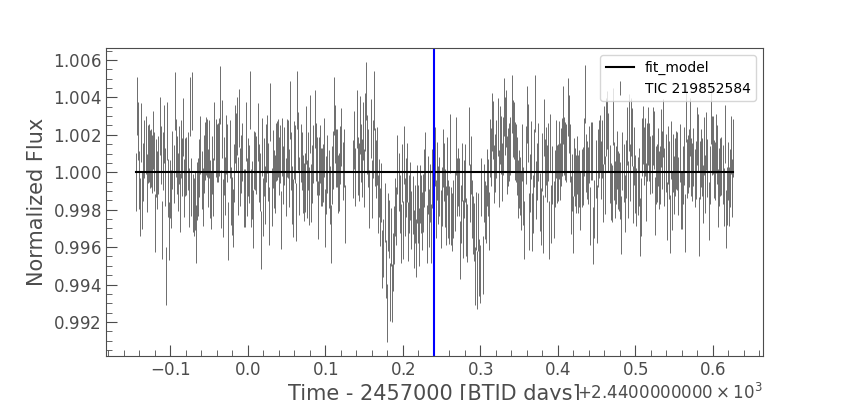 1.006
1.004
1.002
1.000
0.998
0.996
0.994
0.992
Normalized Flux
fit_model
TIC 219852584
−0.1 0.0 0.1 0.2 0.3 0.4 0.5 0.6
Time - 2457000 [BTJD days]
+2.4400000000 × 10³